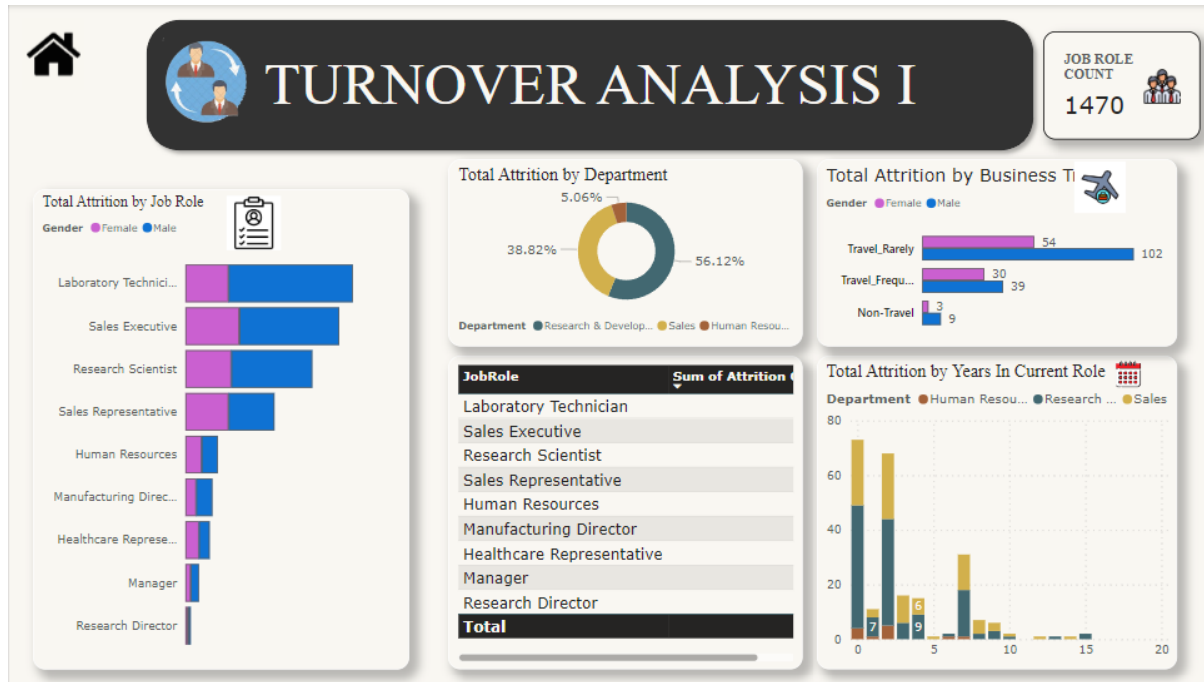 TURNOVER ANALYSIS I
JOB ROLE
COUNT
1470
Total Attrition by Job Role
Gender Female Male
Laboratory Technici...
Sales Executive
Research Scientist
Sales Representative
Human Resources
Manufacturing Direc...
Healthcare Represe...
Manager
Research Director
Total Attrition by Department
5.06%
38.82%
56.12%
Department Research & Develop... Sales Human Resou...
JobRole Sum of Attrition
Laboratory Technician
Sales Executive
Research Scientist
Sales Representative
Human Resources
Manufacturing Director
Healthcare Representative
Manager
Research Director
Total
Total Attrition by Business
Gender Female Male
Travel_Rarely 54
102
Travel_Frequ... 30
39
Non-Travel 3
9
Total Attrition by Years In Current Role
Department Human Resou... Research ... Sales
80
60
40
20
6
7 9
0
0 5 10 15 20